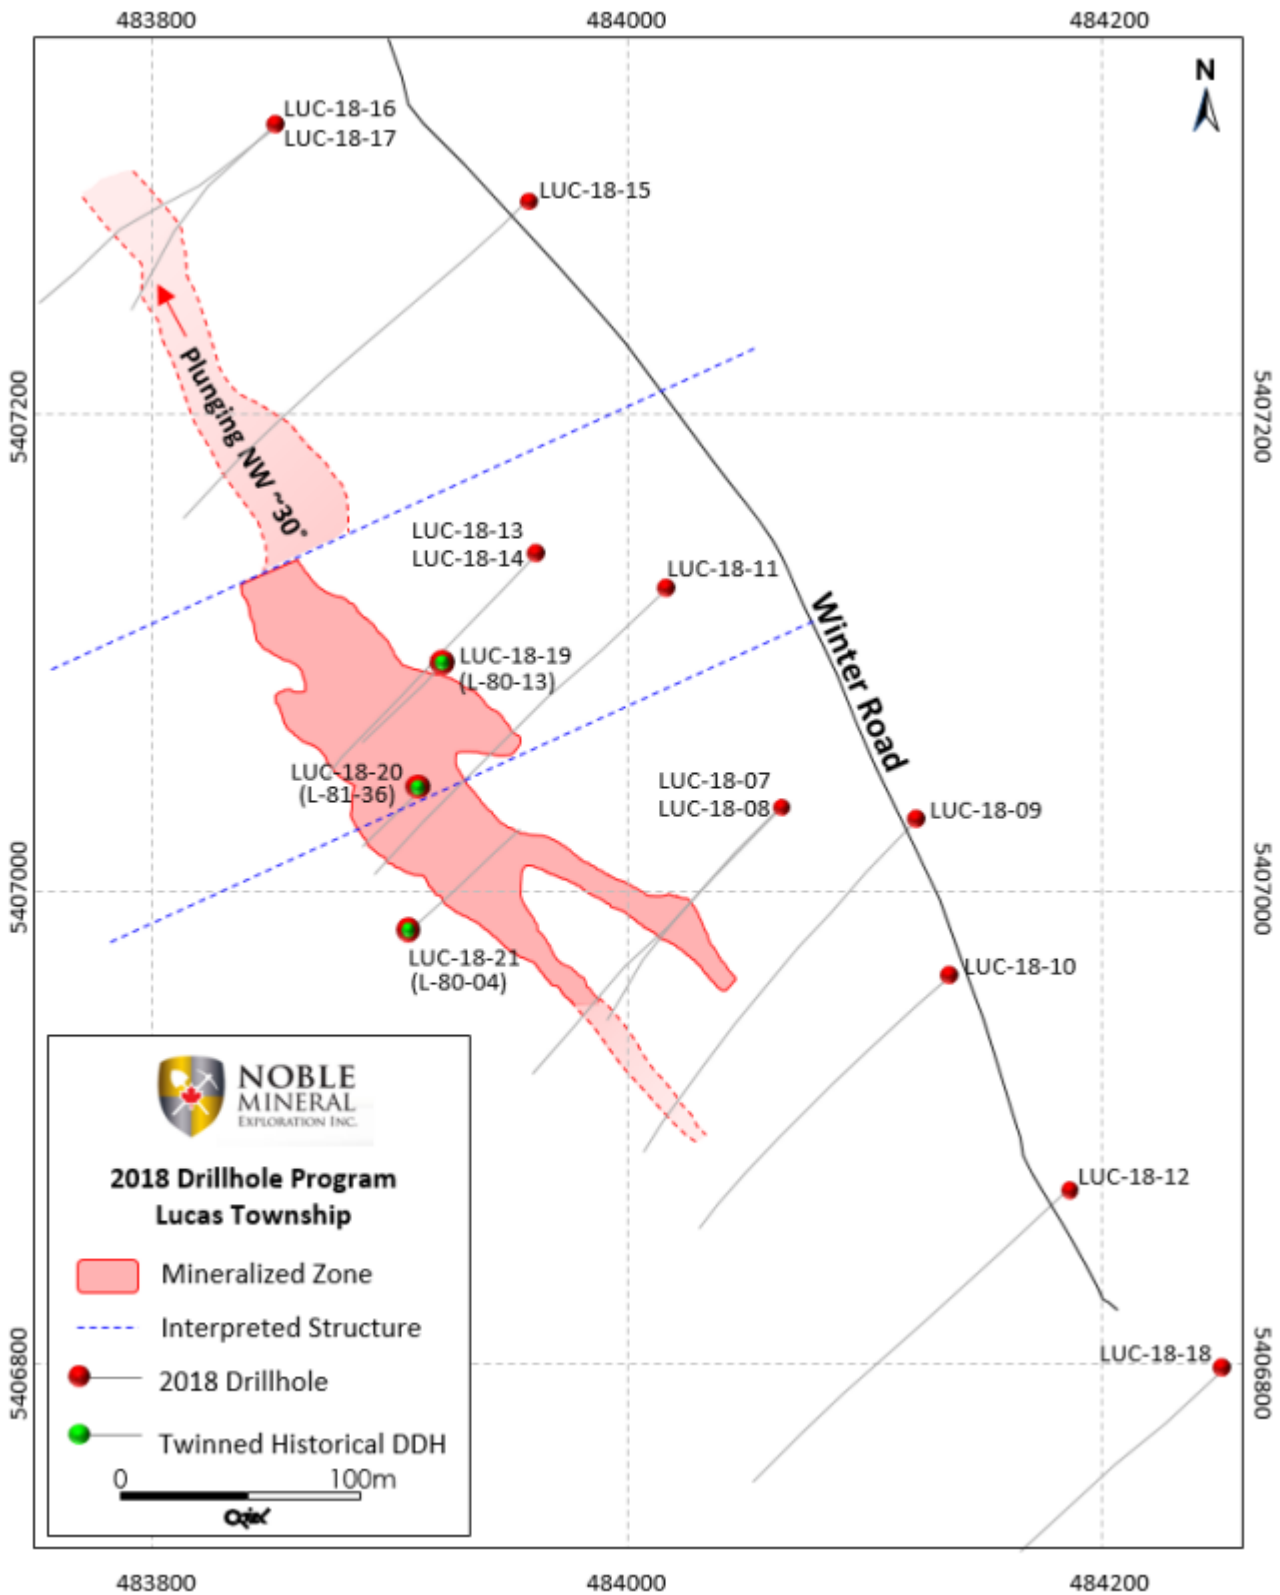 483800
484000
484200
N
LUC-18-16
LUC-18-17
LUC-18-15
Plunging NW ~30°
5407200
5407200
LUC-18-13
LUC-18-14
LUC-18-11
Winter Road
LUC-18-19
(L-80-13)
LUC-18-20
(L-81-36)
LUC-18-07
LUC-18-08
LUC-18-09
5407000
5407000
LUC-18-21
(L-80-04)
LUC-18-10
LUC-18-12
LUC-18-18
5406800
5406800
NOBLE
MINERAL
EXPLORATION INC.
2018 Drillhole Program
Lucas Township
Mineralized Zone
Interpreted Structure
2018 Drillhole
Twinned Historical DDH
0
100m
483800
484000
484200